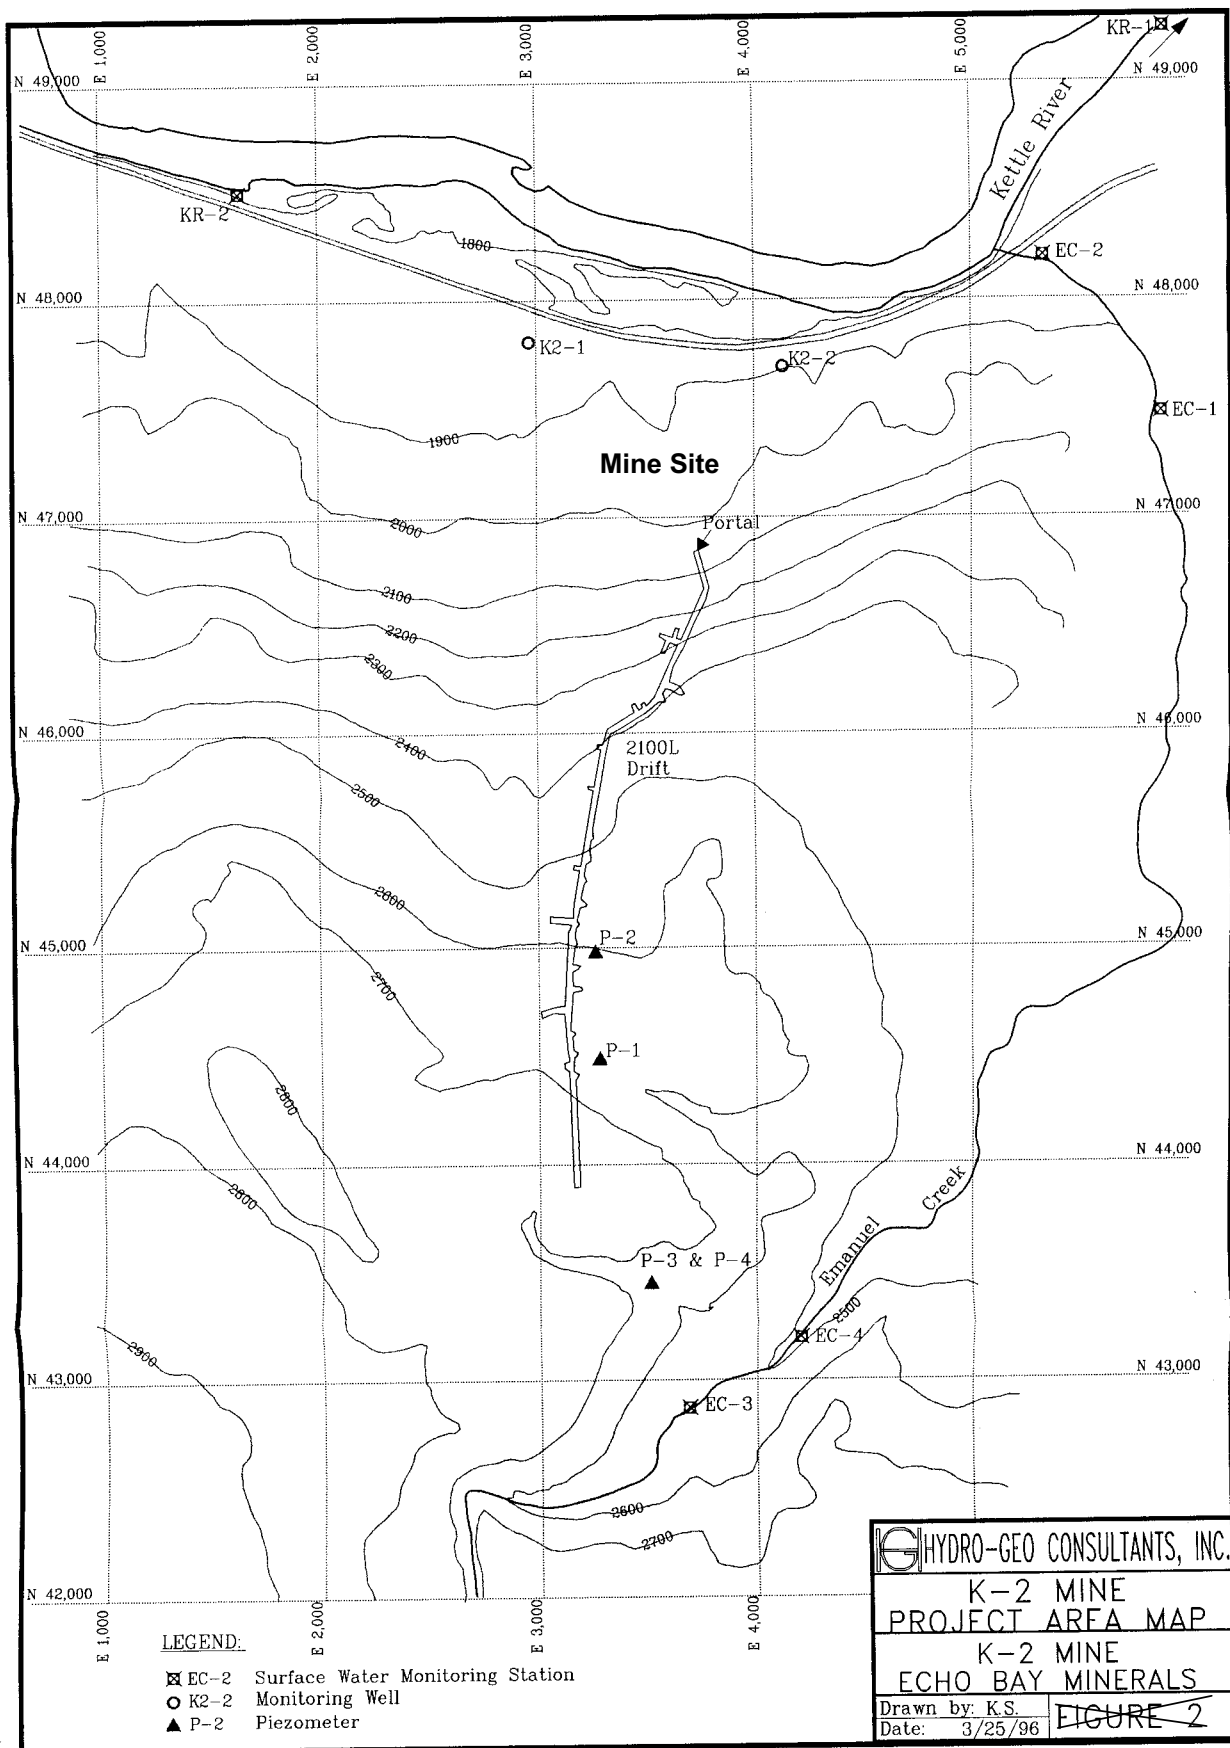 E 1,000
E 2,000
E 3,000
E 4,000
E 5,000
KR-1
N 49,000
N 49,000
Kettle River
KR-2
1800
EC-2
N 48,000
N 48,000
K2-1
K2-2
EC-1
1900
Mine Site
N 47,000
N 47,000
2000
Portal
2100
2200
2300
N 46,000
N 46,000
2400
2100L
Drift
2500
2600
P-2
N 45,000
N 45,000
2700
P-1
2800
N 44,000
N 44,000
2800
Emanuel Creek
P-3 & P-4
2500
EC-4
2900
N 43,000
N 43,000
EC-3
2600
2700
N 42,000
E 1,000
E 2,000
E 3,000
E 4,000
LEGEND:
EC-2 Surface Water Monitoring Station
K2-2 Monitoring Well
P-2 Piezometer
HG HYDRO-GEO CONSULTANTS, INC.
K-2 MINE
PROJECT AREA MAP
K-2 MINE
ECHO BAY MINERALS
Drawn by: K.S.
Date: 3/25/96
FIGURE 2